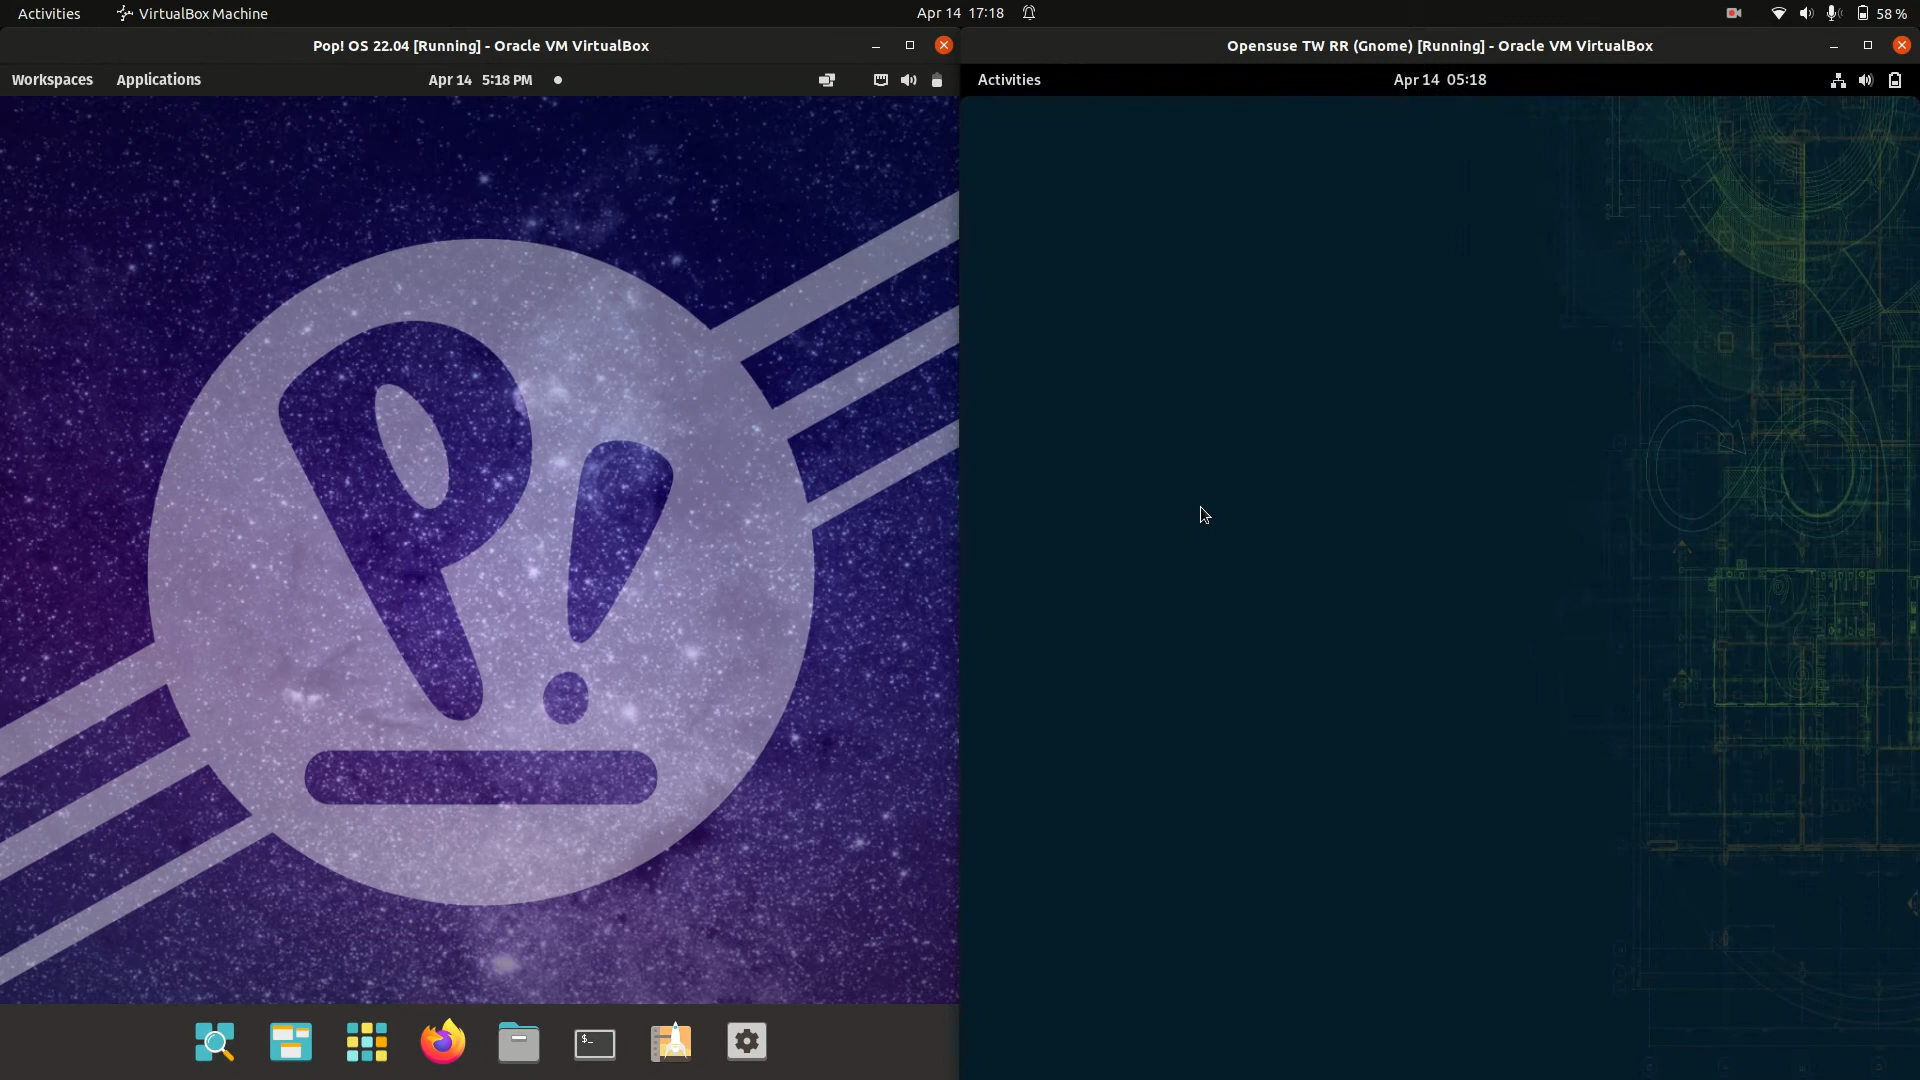 Activities VirtualBox Machine Apr 14 17:18 58 %
Pop! OS 22.04 [Running] - Oracle VM VirtualBox
Opensuse TW RR (Gnome) [Running] - Oracle VM VirtualBox
Workspaces Applications Apr 14 5:18 PM
Activities Apr 14 05:18
P!
$_